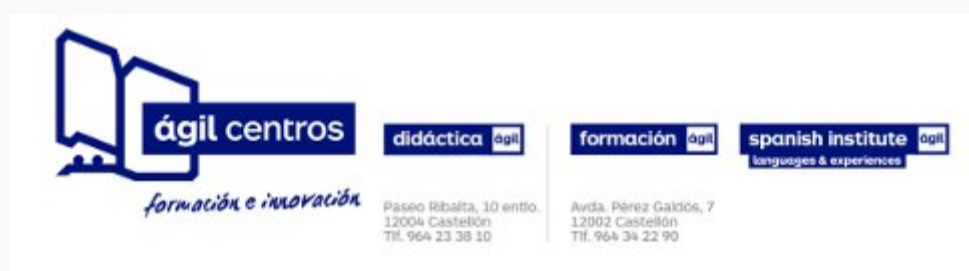 ágil centros
formación e innovación
didáctica ágil
Paseo Ribalta, 10 entlo.
12004 Castellón
Tlf. 964 23 38 10
formación ágil
Avda. Pérez Galdós, 7
12002 Castellón
Tlf. 964 34 22 90
spanish institute ágil
languages & experiences